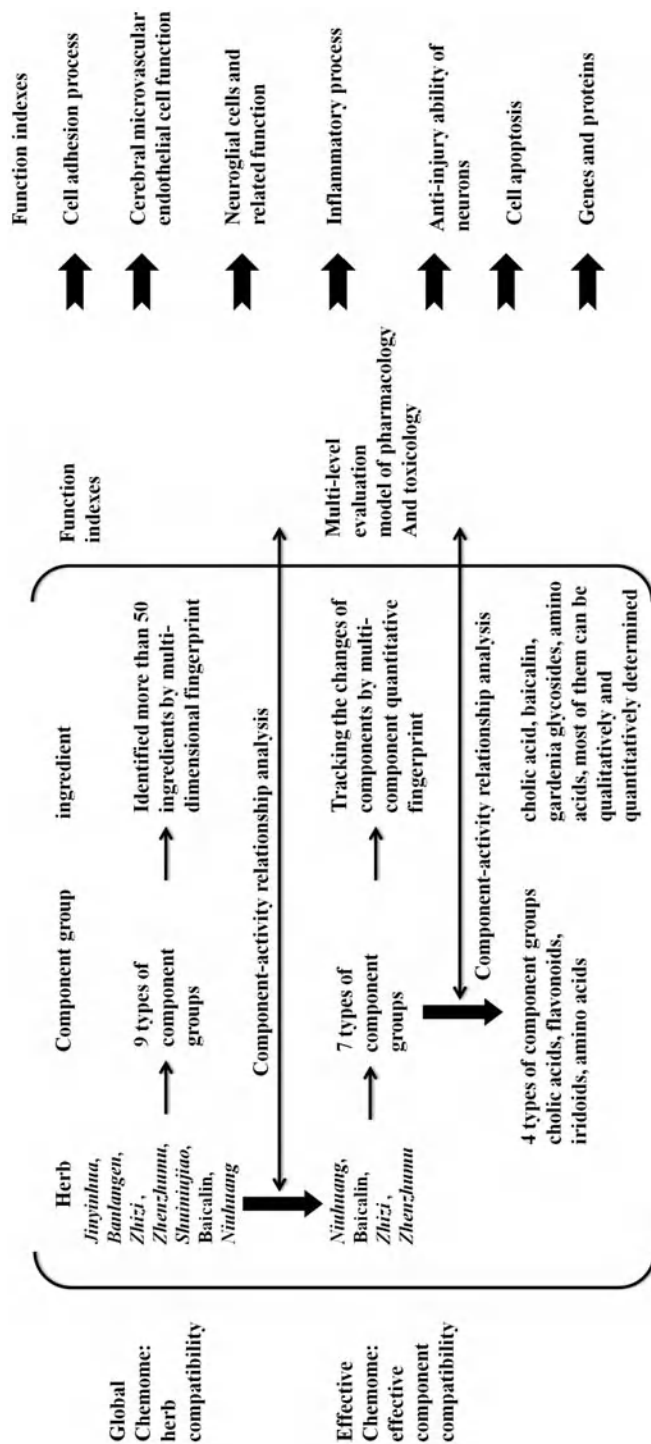 Herb
Component group
ingredient
Function
indexes
Function indexes
Global
Chemome:
herb
compatibility
Jinyinhua,
Banlangen,
Zhizi ,
Zhenzhumu,
Shuiniujiao,
Baicalin,
Niuhuang
9 types of
component
groups
Identified more than 50
ingredients by multi-
dimensional fingerprint
Component-activity relationship analysis
Effective
Chemome:
effective
component
compatibility
Niuhuang,
Baicalin,
Zhizi ,
Zhenzhumu
7 types of
component
groups
Tracking the changes of
components by multi-
component quantitative
fingerprint
Multi-level
evaluation
model of pharmacology
And toxicology
Component-activity relationship analysis
4 types of component groups
cholic acids, flavonoids,
iridoids, amino acids
cholic acid, baicalin,
gardenia glycosides, amino
acids, most of them can be
qualitatively and
quantitatively determined
Cell adhesion process
Cerebral microvascular
endothelial cell function
Neuroglial cells and
related function
Inflammatory process
Anti-injury ability of
neurons
Cell apoptosis
Genes and proteins